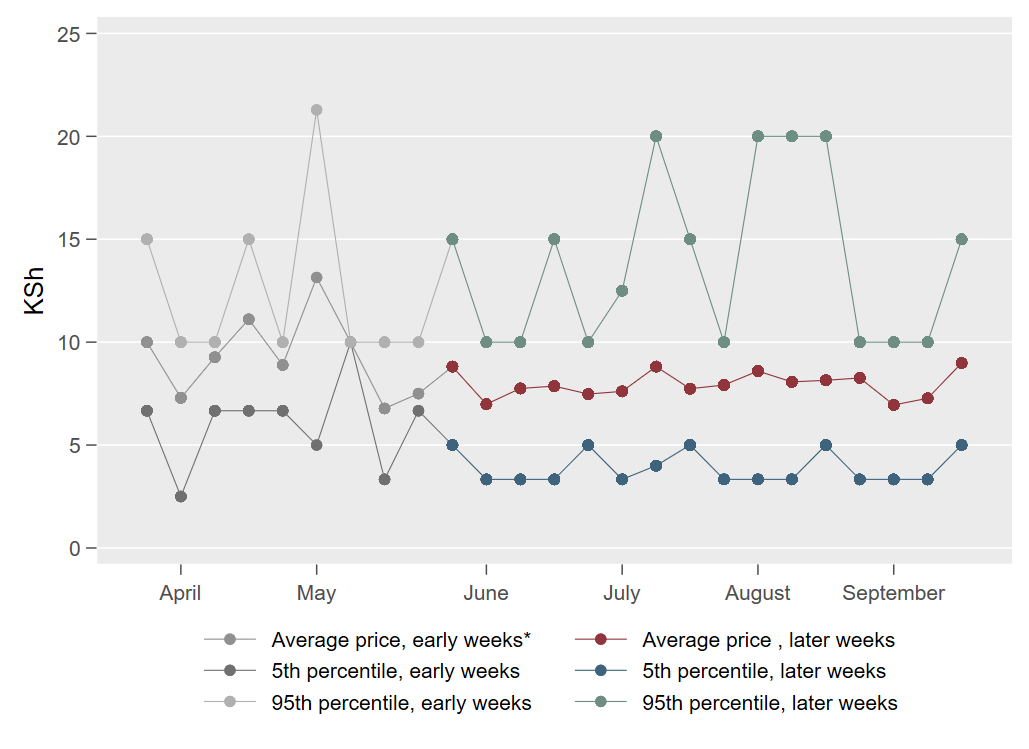 25
20
15
10
5
0
KSh
April May June July August September
Average price, early weeks* Average price , later weeks
5th percentile, early weeks 5th percentile, later weeks
95th percentile, early weeks 95th percentile, later weeks